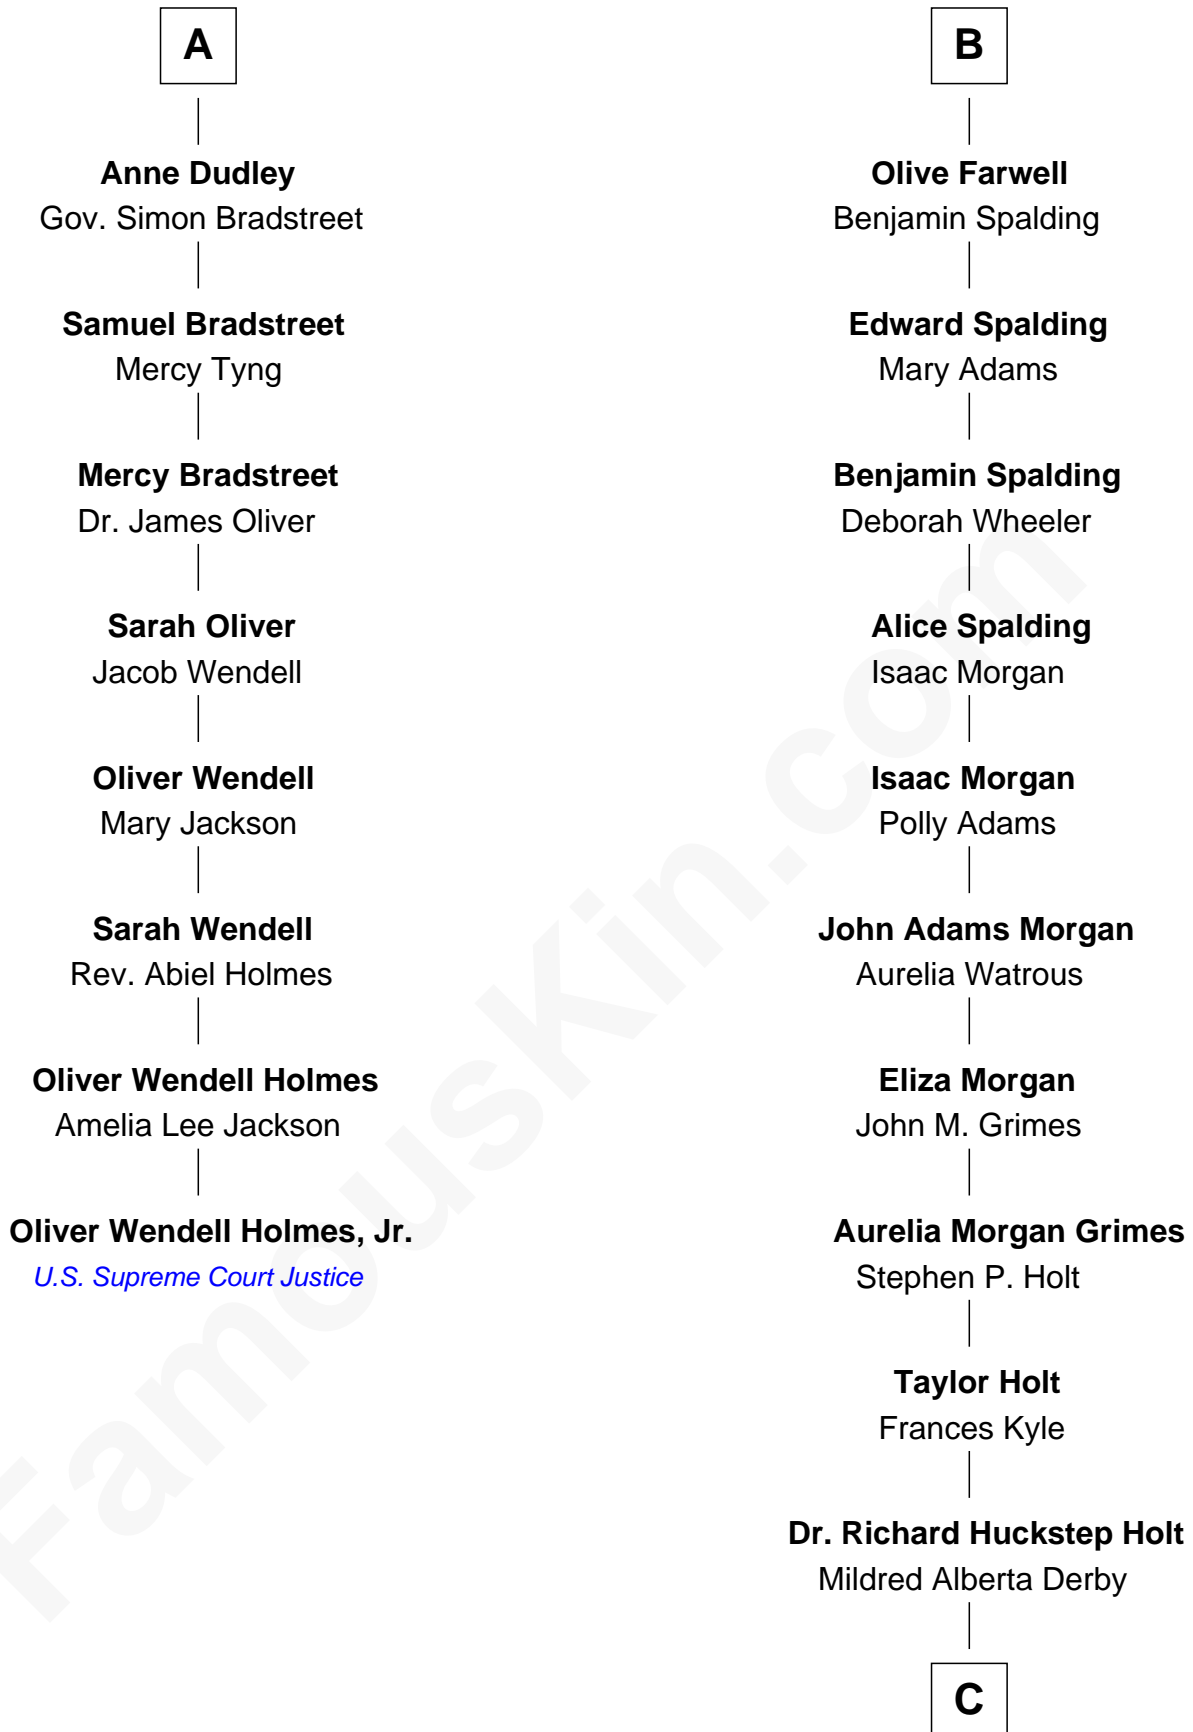 A
Anne Dudley
Gov. Simon Bradstreet
Samuel Bradstreet
Mercy Tyng
Mercy Bradstreet
Dr. James Oliver
Sarah Oliver
Jacob Wendell
Oliver Wendell
Mary Jackson
Sarah Wendell
Rev. Abiel Holmes
Oliver Wendell Holmes
Amelia Lee Jackson
Oliver Wendell Holmes, Jr.
U.S. Supreme Court Justice
B
Olive Farwell
Benjamin Spalding
Edward Spalding
Mary Adams
Benjamin Spalding
Deborah Wheeler
Alice Spalding
Isaac Morgan
Isaac Morgan
Polly Adams
John Adams Morgan
Aurelia Watrous
Eliza Morgan
John M. Grimes
Aurelia Morgan Grimes
Stephen P. Holt
Taylor Holt
Frances Kyle
Dr. Richard Huckstep Holt
Mildred Alberta Derby
C
FamousKin.com